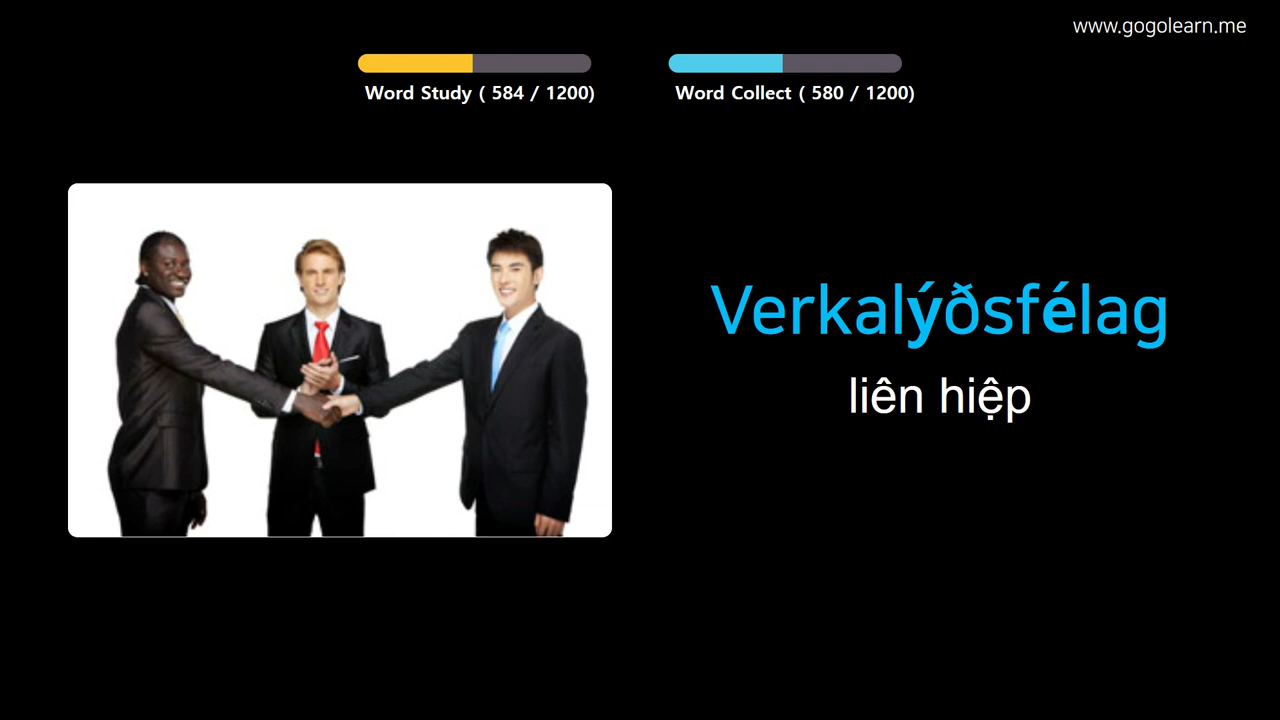 www.gogolearn.me
Word Study ( 584 / 1200)
Word Collect ( 580 / 1200)
Verkalýðsfélag
liên hiệp